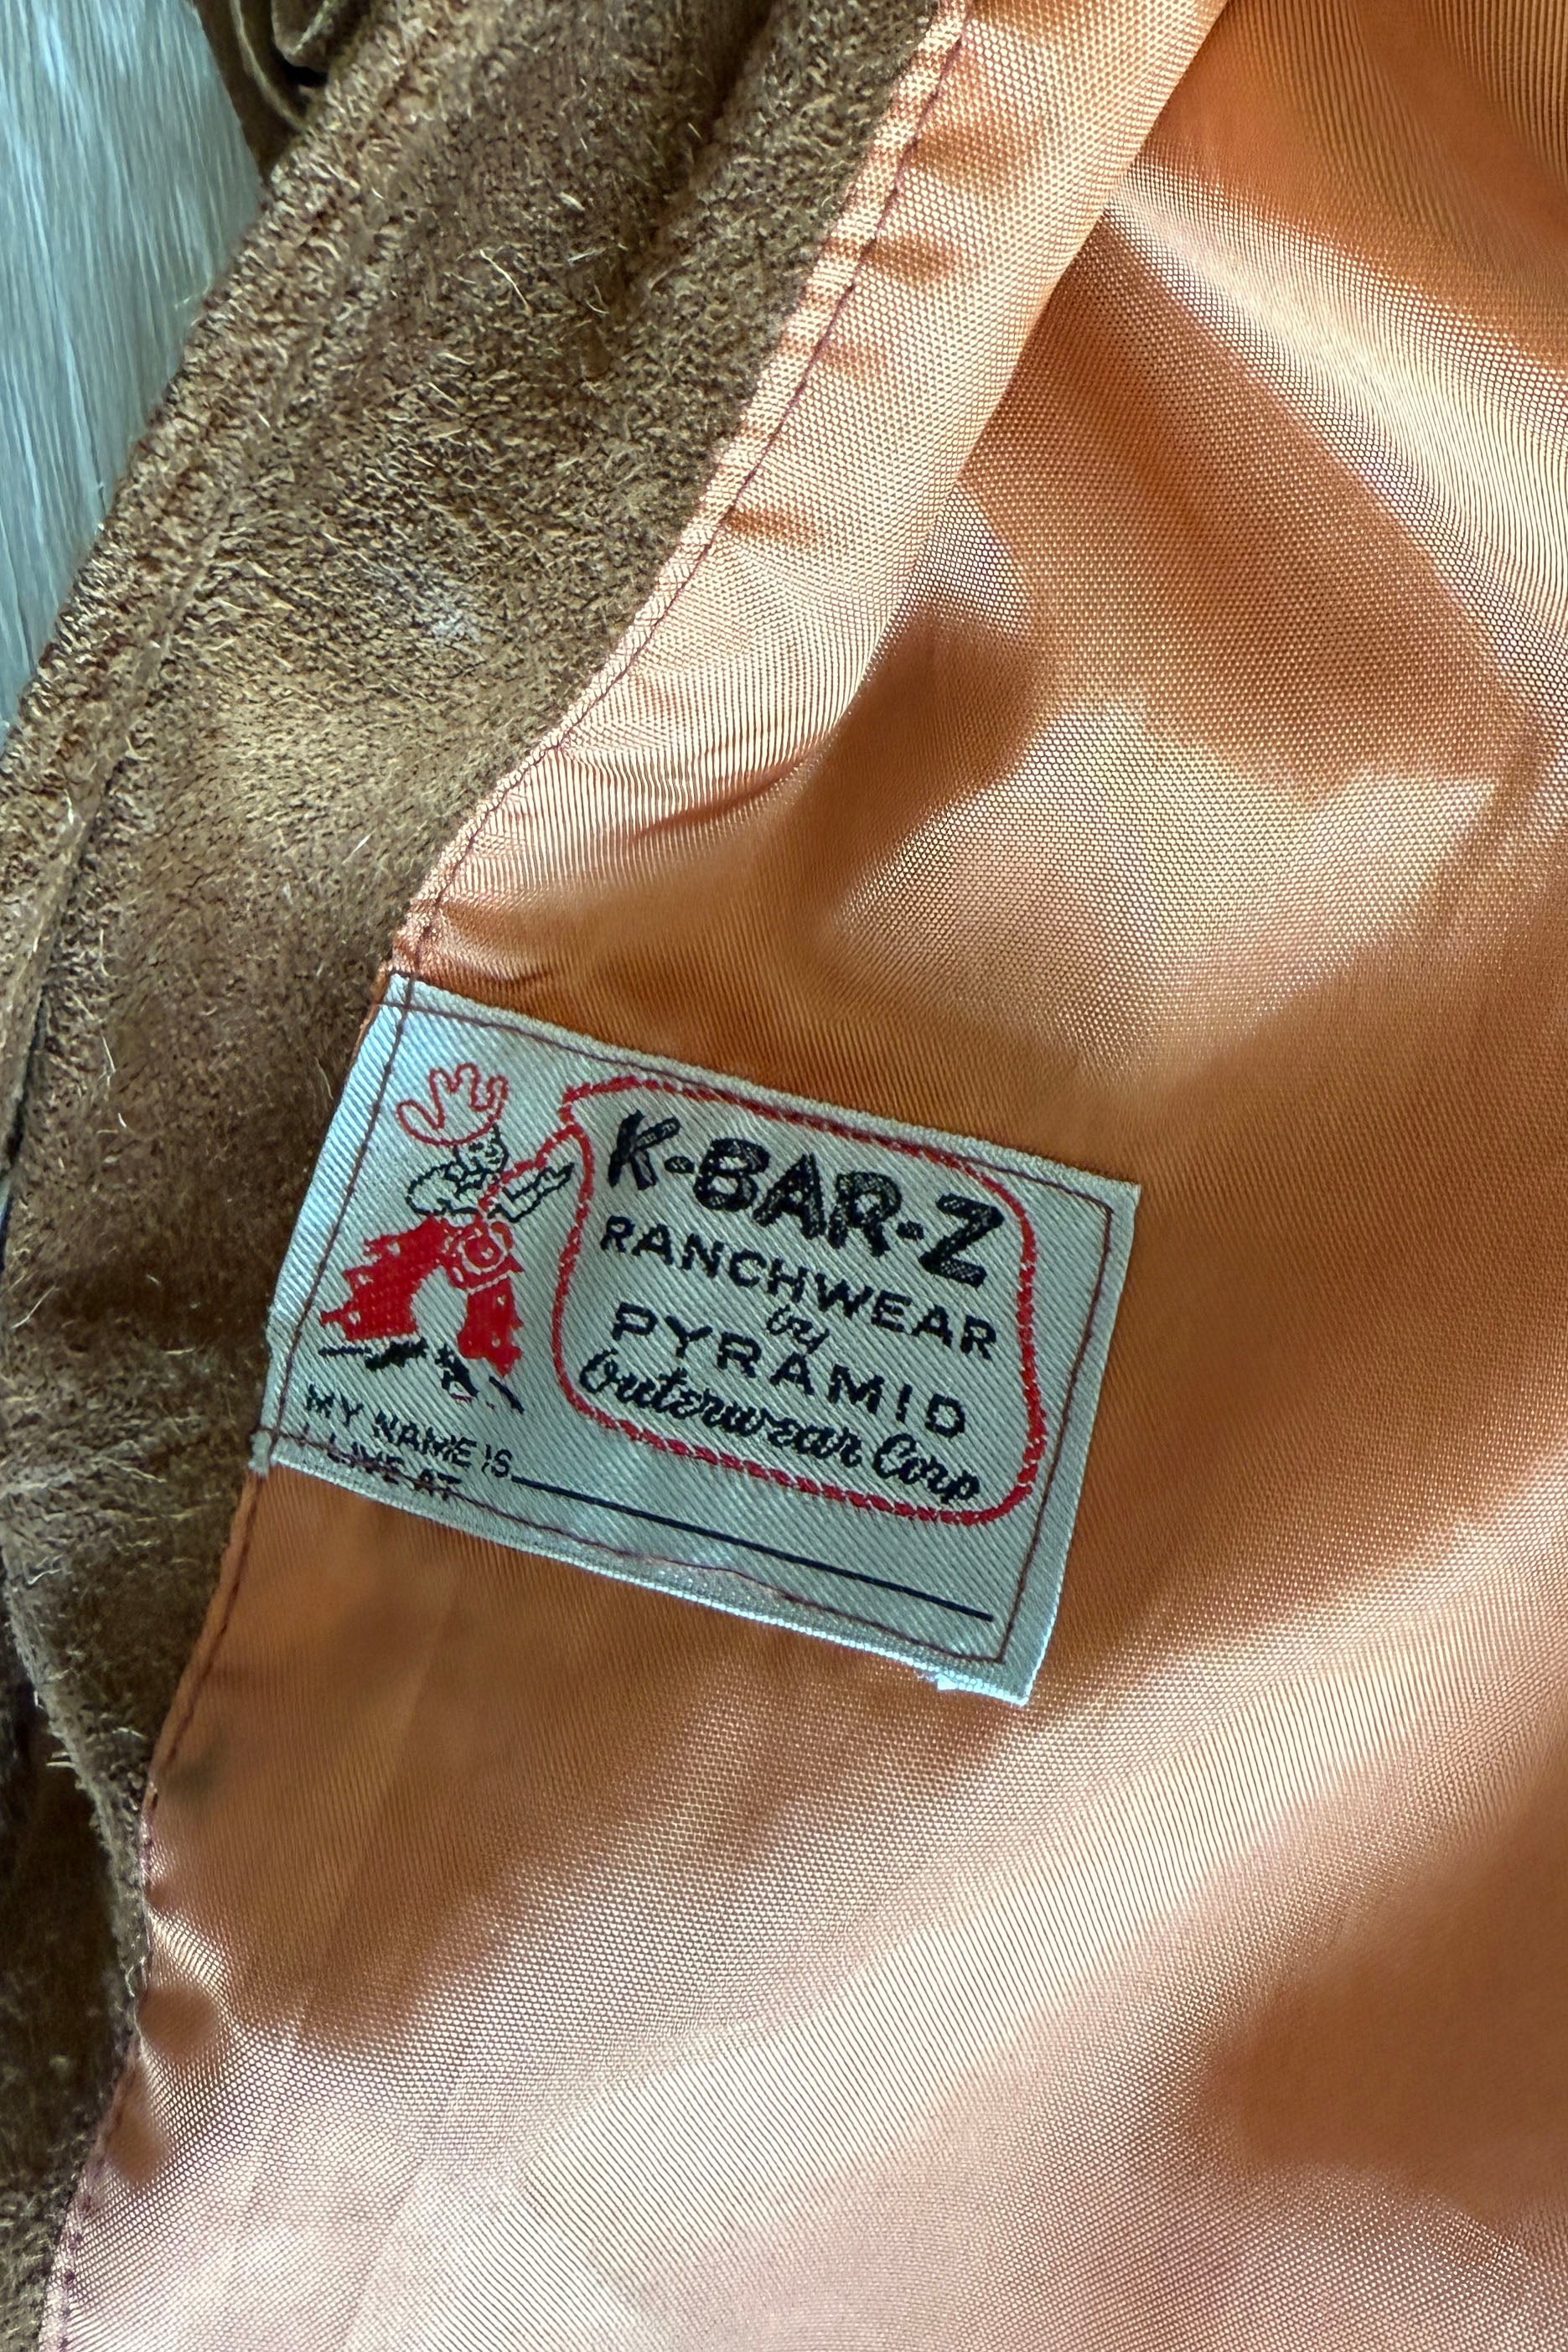 K-BAR-Z
RANCHWEAR
by
PYRAMID
Outerwear Corp
MY NAME IS
I LIVE AT